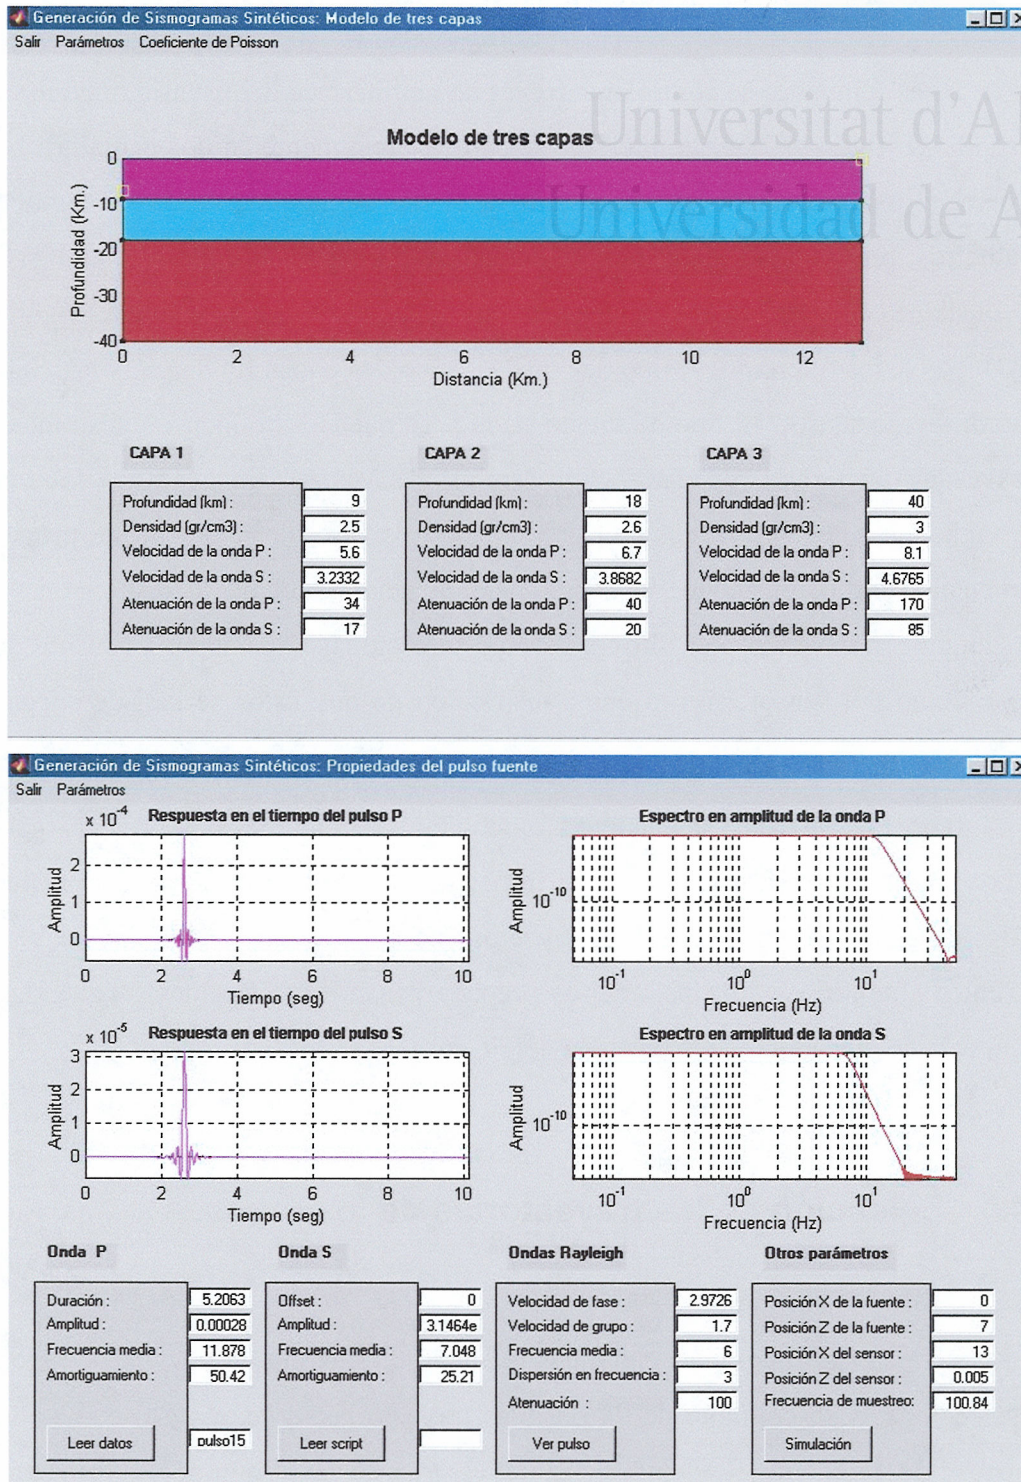 Generación de Sismogramas Sintéticos: Modelo de tres capas
Salir Parámetros Coeficiente de Poisson
Universitat d'A
Universidad de A
Modelo de tres capas
Profundidad (Km.)
0
-10
-20
-30
-40
0 2 4 6 8 10 12
Distancia (Km.)
CAPA 1
Profundidad (km) : 9
Densidad (gr/cm3) : 2.5
Velocidad de la onda P : 5.6
Velocidad de la onda S : 3.2332
Atenuación de la onda P : 34
Atenuación de la onda S : 17
CAPA 2
Profundidad (km) : 18
Densidad (gr/cm3) : 2.6
Velocidad de la onda P : 6.7
Velocidad de la onda S : 3.8682
Atenuación de la onda P : 40
Atenuación de la onda S : 20
CAPA 3
Profundidad (km) : 40
Densidad (gr/cm3) : 3
Velocidad de la onda P : 8.1
Velocidad de la onda S : 4.6765
Atenuación de la onda P : 170
Atenuación de la onda S : 85
Generación de Sismogramas Sintéticos: Propiedades del pulso fuente
Salir Parámetros
x 10⁻⁴ Respuesta en el tiempo del pulso P
Amplitud
2
1
0
0 2 4 6 8 10
Tiempo (seg)
Espectro en amplitud de la onda P
Amplitud
10⁻¹⁰
10⁻¹ 10⁰ 10¹
Frecuencia (Hz)
x 10⁻⁵ Respuesta en el tiempo del pulso S
Amplitud
3
2
1
0
0 2 4 6 8 10
Tiempo (seg)
Espectro en amplitud de la onda S
Amplitud
10⁻¹⁰
10⁻¹ 10⁰ 10¹
Frecuencia (Hz)
Onda P
Duración : 5.2063
Amplitud : 0.00028
Frecuencia media : 11.878
Amortiguamiento : 50.42
Leer datos pulso15
Onda S
Offset : 0
Amplitud : 3.1464e
Frecuencia media : 7.048
Amortiguamiento : 25.21
Leer script
Ondas Rayleigh
Velocidad de fase : 2.9726
Velocidad de grupo : 1.7
Frecuencia media : 6
Dispersión en frecuencia : 3
Atenuación : 100
Ver pulso
Otros parámetros
Posición X de la fuente : 0
Posición Z de la fuente : 7
Posición X del sensor : 13
Posición Z del sensor : 0.005
Frecuencia de muestreo: 100.84
Simulación